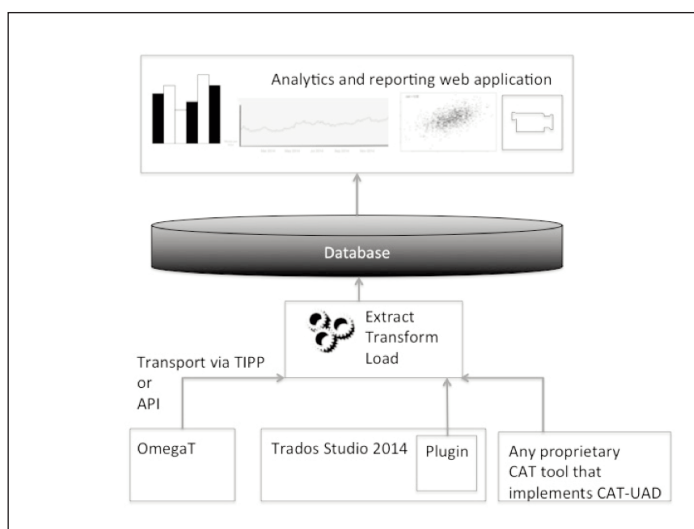 Analytics and reporting web application
Database
Extract
Transform
Load
Transport via TIPP
or
API
OmegaT
Trados Studio 2014
Plugin
Any proprietary
CAT tool that
implements CAT-UAD